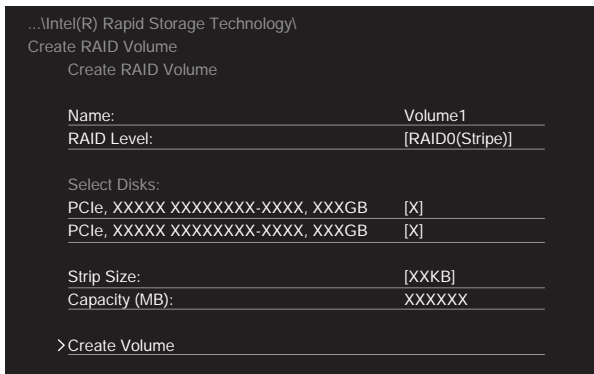 ...\Intel(R) Rapid Storage Technology\
Create RAID Volume
Create RAID Volume
Name: Volume1
RAID Level: [RAID0(Stripe)]
Select Disks:
PCIe, XXXXX XXXXXXXX-XXXX, XXXGB [X]
PCIe, XXXXX XXXXXXXX-XXXX, XXXGB [X]
Strip Size: [XXKB]
Capacity (MB): XXXXXX
>Create Volume